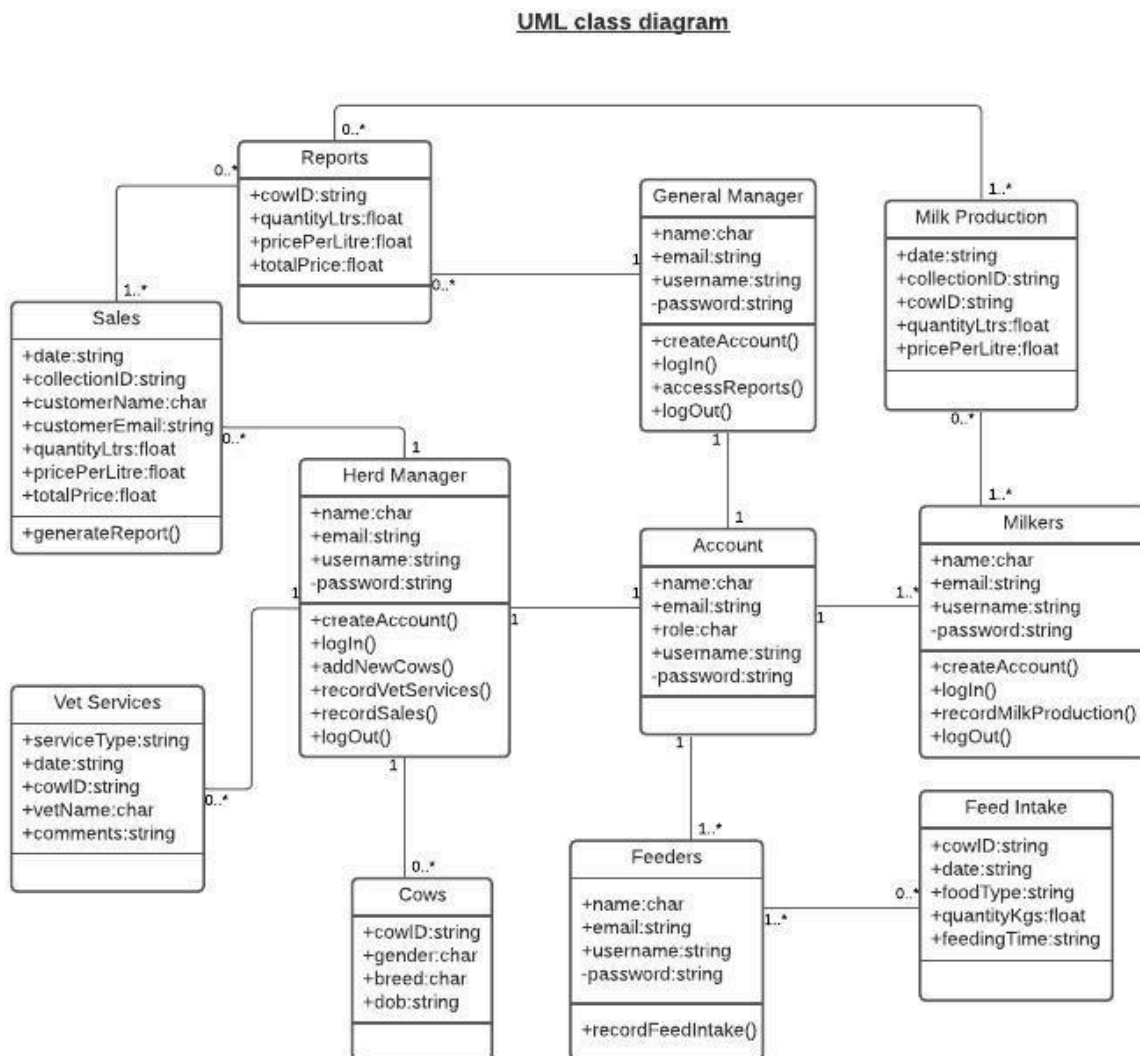 UML class diagram
0..*
1..*
Reports
+cowID:string
+quantityLtrs:float
+pricePerLitre:float
+totalPrice:float
0..*
0..*
1..*
General Manager
+name:char
+email:string
+username:string
-password:string
+createAccount()
+logIn()
+accessReports()
+logOut()
1
1
Milk Production
+date:string
+collectionID:string
+cowID:string
+quantityLtrs:float
+pricePerLitre:float
0..*
1..*
Sales
+date:string
+collectionID:string
+customerName:char
+customerEmail:string
+quantityLtrs:float
+pricePerLitre:float
+totalPrice:float
+generateReport()
0..*
1
Herd Manager
+name:char
+email:string
+username:string
-password:string
+createAccount()
+logIn()
+addNewCows()
+recordVetServices()
+recordSales()
+logOut()
1
1
1
1
1
Account
+name:char
+email:string
+role:char
+username:string
-password:string
1
1
1..*
Milkers
+name:char
+email:string
+username:string
-password:string
+createAccount()
+logIn()
+recordMilkProduction()
+logOut()
Vet Services
+serviceType:string
+date:string
+cowID:string
+vetName:char
+comments:string
0..*
0..*
Cows
+cowID:string
+gender:char
+breed:char
+dob:string
1..*
Feeders
+name:char
+email:string
+username:string
-password:string
+recordFeedIntake()
1..*
0..*
Feed Intake
+cowID:string
+date:string
+foodType:string
+quantityKgs:float
+feedingTime:string